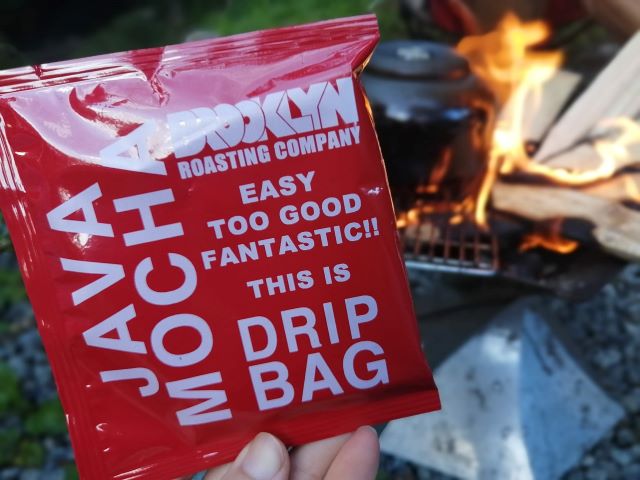 BROOKLYN
ROASTING COMPANY
EASY
TOO GOOD
FANTASTIC!!
THIS IS
DRIP
BAG
JAVA
MOCHA